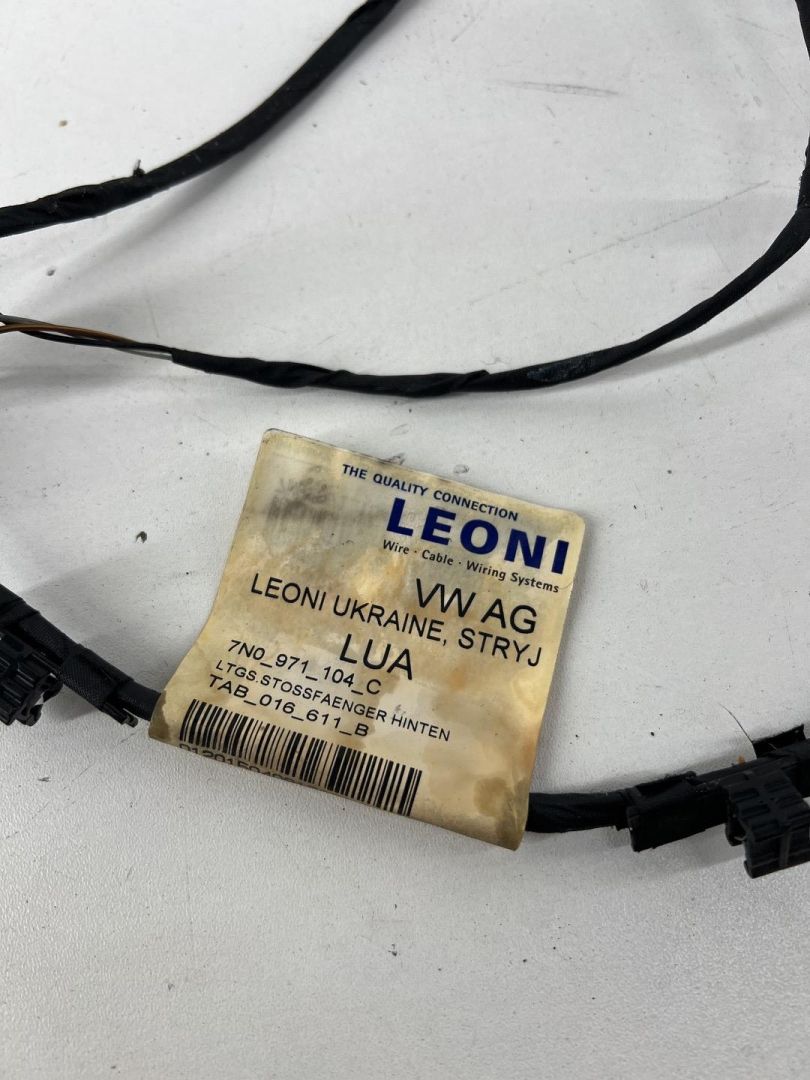 THE QUALITY CONNECTION
LEONI
Wire · Cable · Wiring Systems
VW AG
LEONI UKRAINE, STRYJ
LUA
7N0_971_104_C
LTGS.STOSSFAENGER HINTEN
TAB_016_611_B